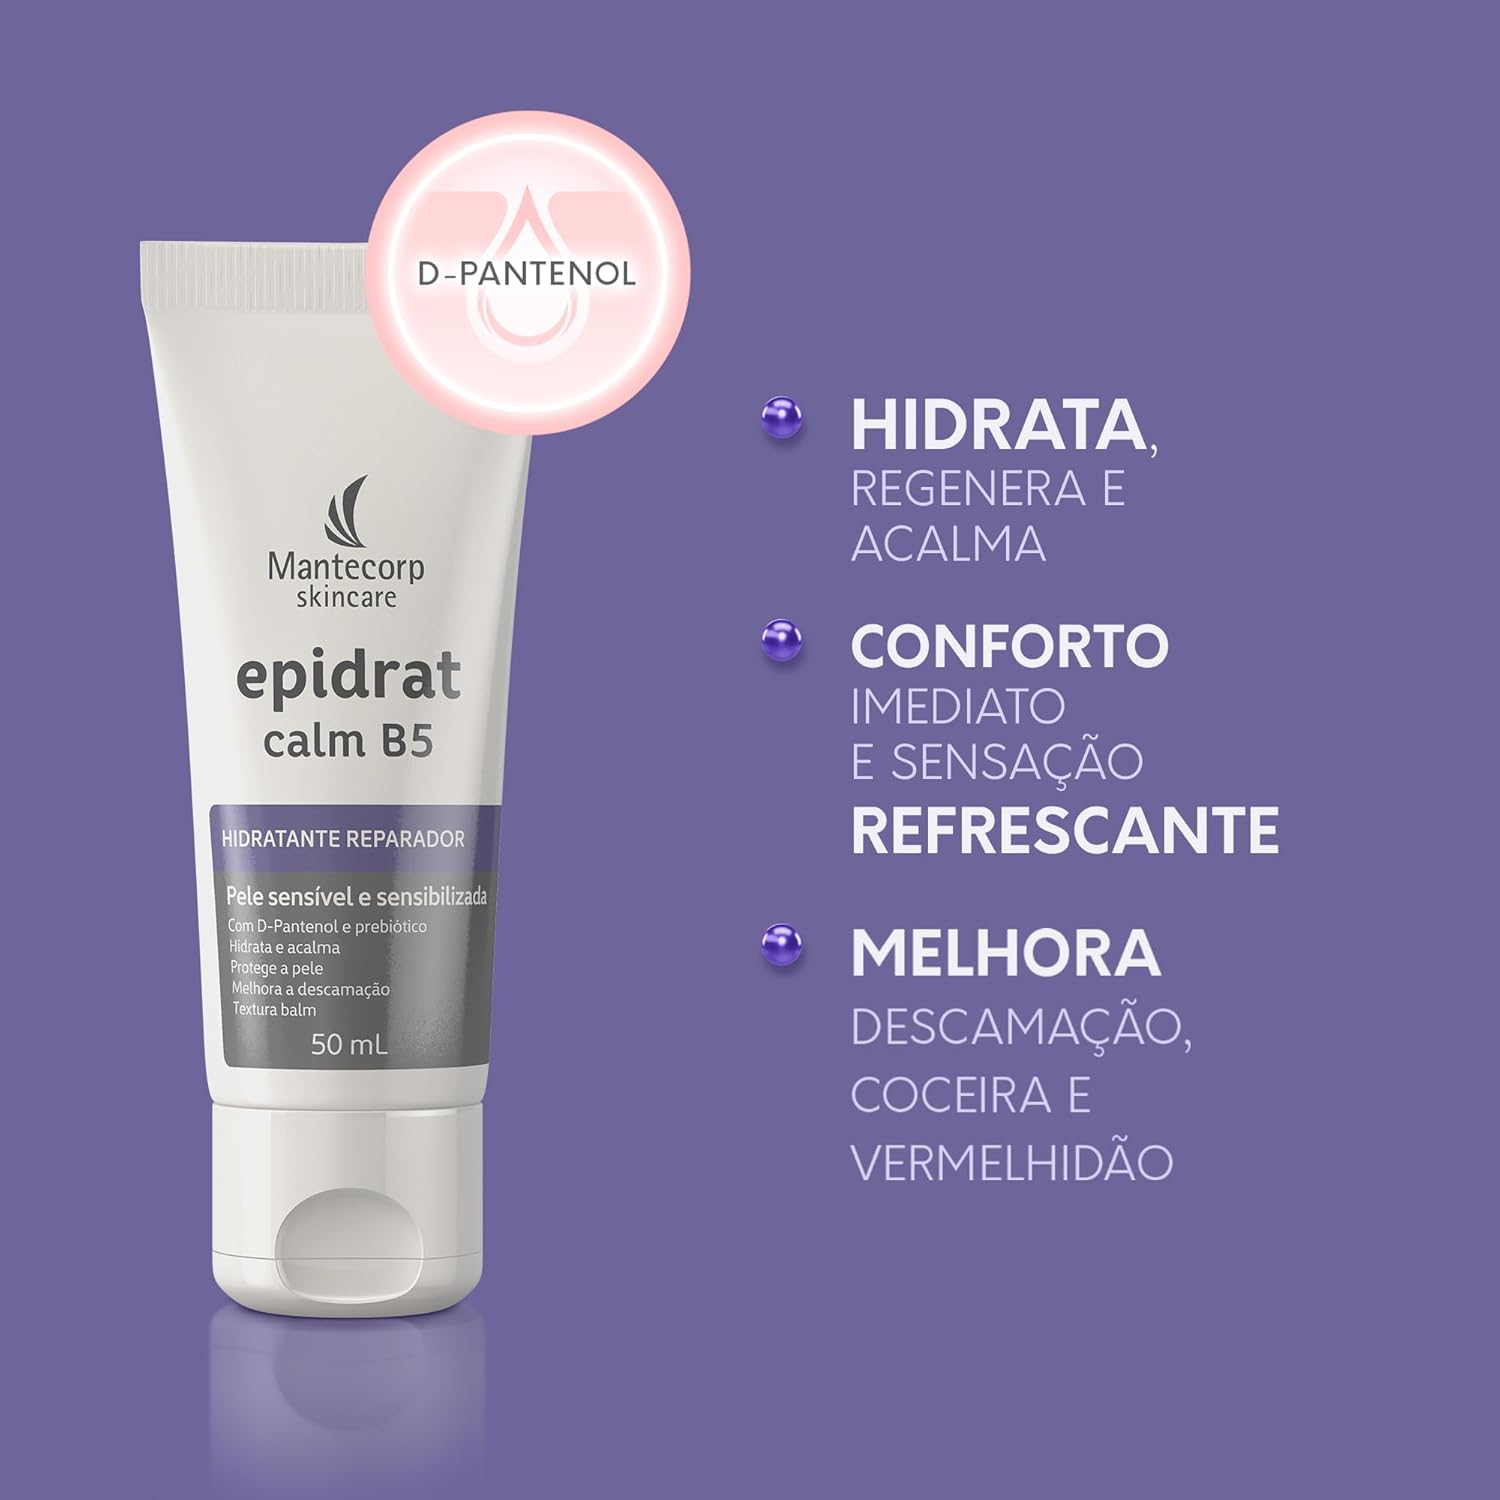 D-PANTENOL
Mantecorp
skincare
epidrat
calm B5
HIDRATANTE REPARADOR
Pele sensível e sensibilizada
Com D-Pantenol e prebiótico
Hidrata e acalma
Protege a pele
Melhora a descamação
Textura balm
50 mL
HIDRATA,
REGENERA E
ACALMA
CONFORTO
IMEDIATO
E SENSAÇÃO
REFRESCANTE
MELHORA
DESCAMAÇÃO,
COCEIRA E
VERMELHIDÃO